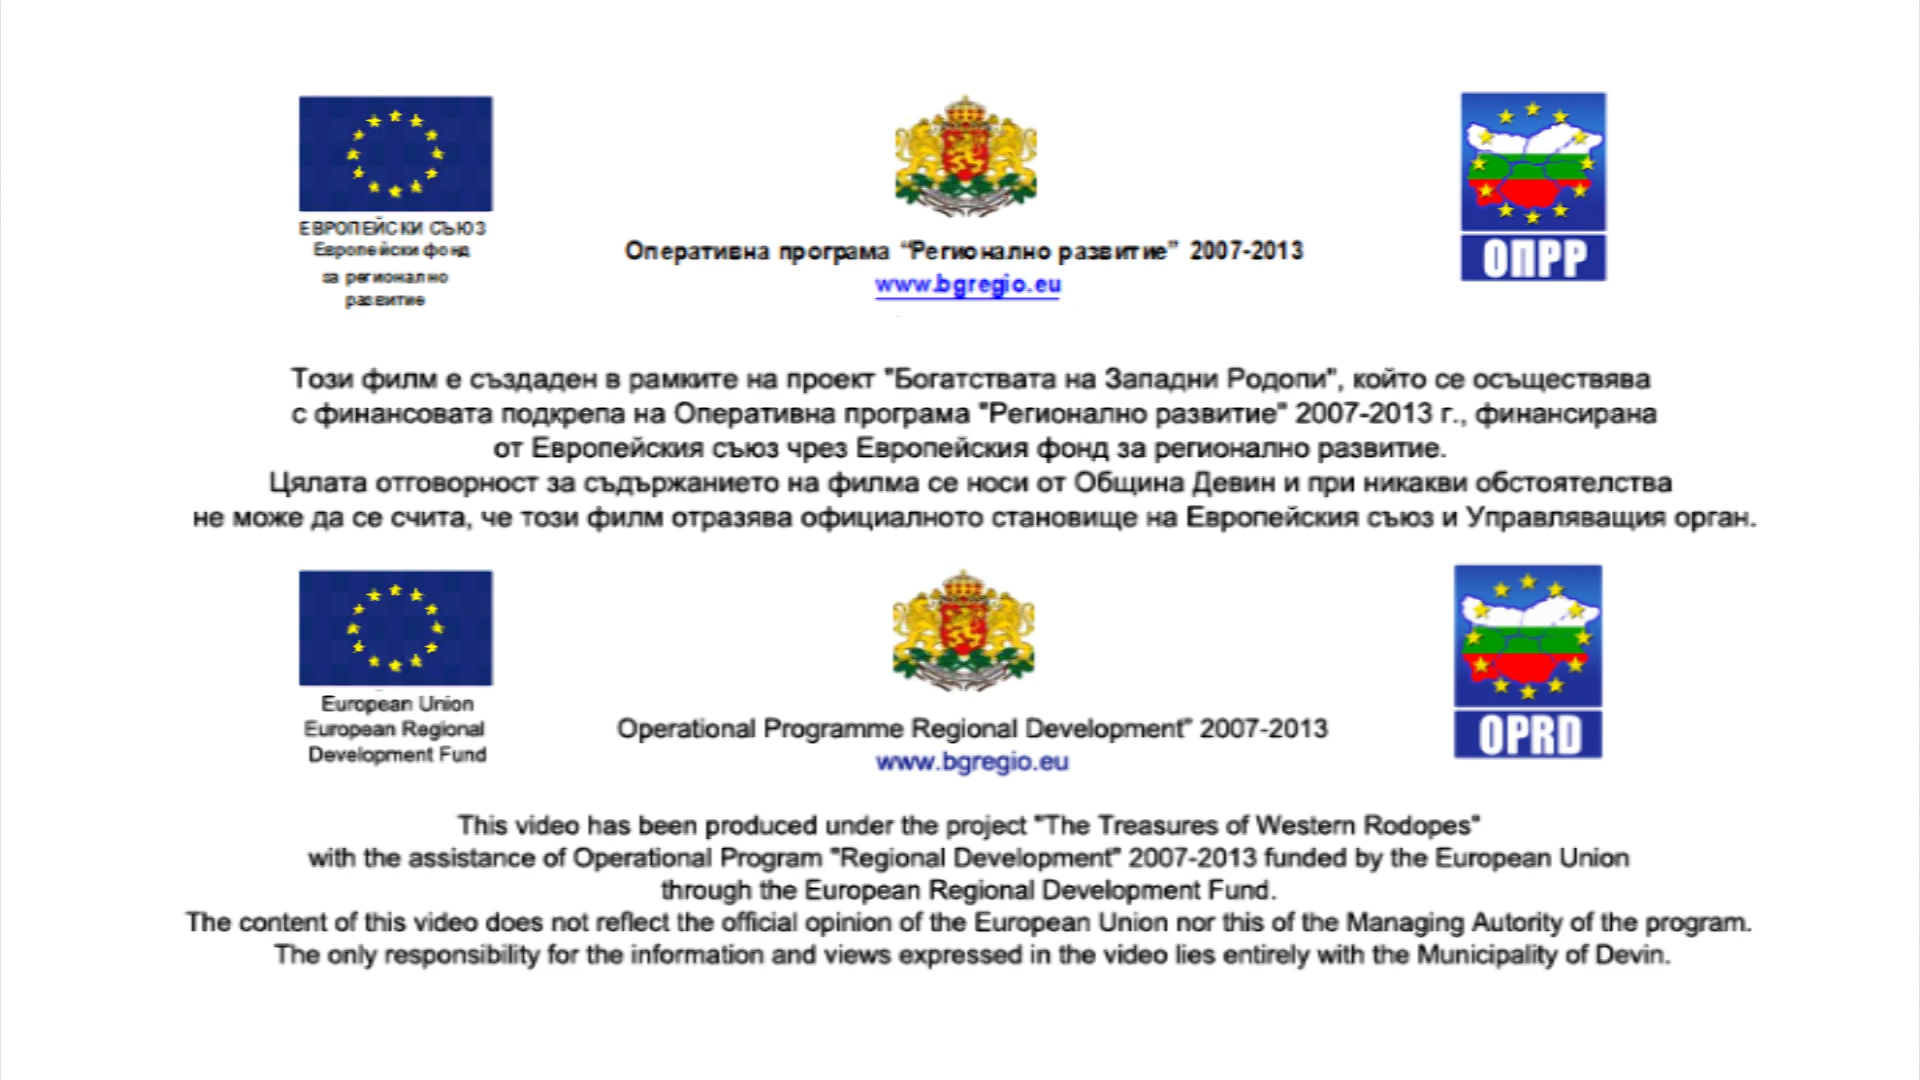 ЕВРОПЕЙСКИ СЪЮЗ
Европейски фонд
за регионално
развитие
Оперативна програма “Регионално развитие” 2007-2013
www.bgregio.eu
ОПРР
Този филм е създаден в рамките на проект "Богатствата на Западни Родопи", който се осъществява
с финансовата подкрепа на Оперативна програма "Регионално развитие" 2007-2013 г., финансирана
от Европейския съюз чрез Европейския фонд за регионално развитие.
Цялата отговорност за съдържанието на филма се носи от Община Девин и при никакви обстоятелства
не може да се счита, че този филм отразява официалното становище на Европейския съюз и Управляващия орган.
European Union
European Regional
Development Fund
Operational Programme Regional Development" 2007-2013
www.bgregio.eu
OPRD
This video has been produced under the project "The Treasures of Western Rodopes"
with the assistance of Operational Program "Regional Development" 2007-2013 funded by the European Union
through the European Regional Development Fund.
The content of this video does not reflect the official opinion of the European Union nor this of the Managing Autority of the program.
The only responsibility for the information and views expressed in the video lies entirely with the Municipality of Devin.